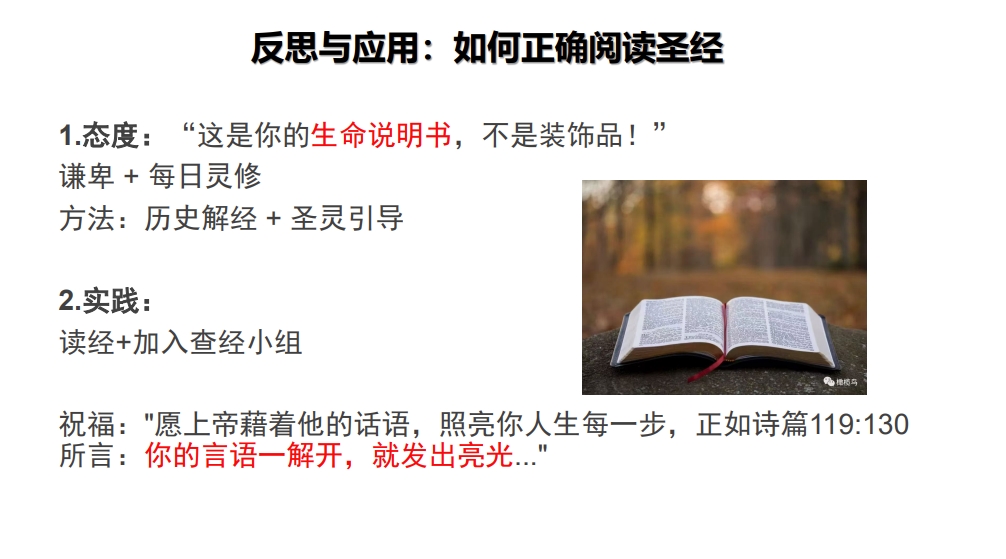 反思与应用：如何正确阅读圣经
1.态度：“这是你的生命说明书，不是装饰品！”
谦卑 + 每日灵修
方法：历史解经 + 圣灵引导
2.实践：
读经+加入查经小组
橄榄鸟
祝福："愿上帝藉着他的话语，照亮你人生每一步，正如诗篇119:130
所言：你的言语一解开，就发出亮光..."